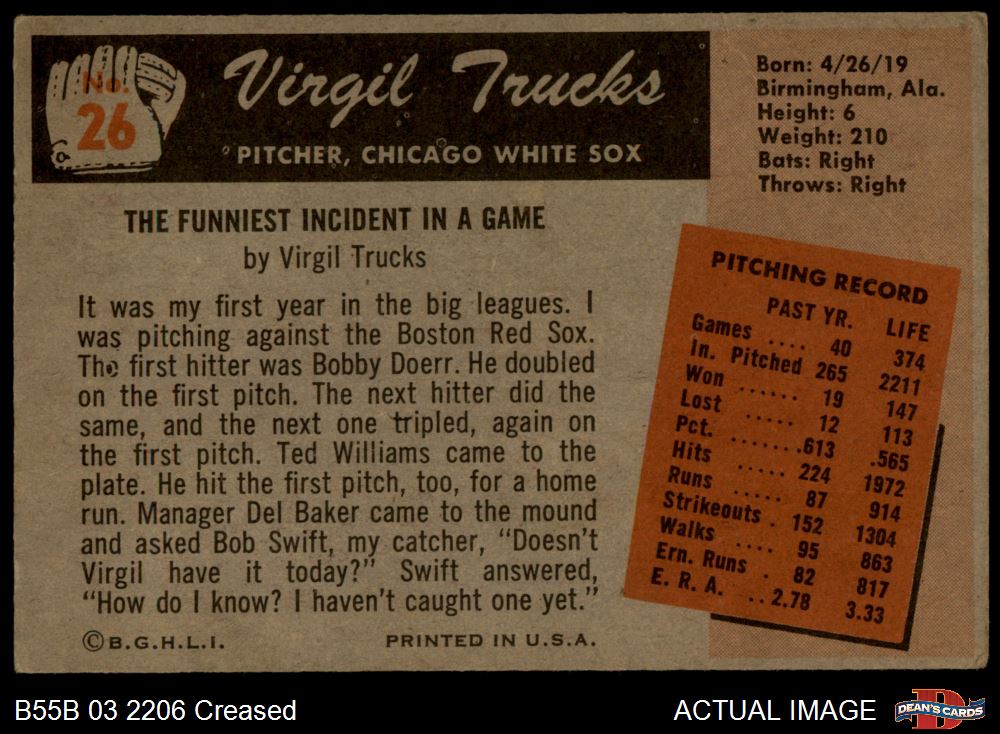 No.
26
Virgil Trucks
PITCHER, CHICAGO WHITE SOX
Born: 4/26/19
Birmingham, Ala.
Height: 6
Weight: 210
Bats: Right
Throws: Right
THE FUNNIEST INCIDENT IN A GAME
by Virgil Trucks
It was my first year in the big leagues. I
was pitching against the Boston Red Sox.
The first hitter was Bobby Doerr. He doubled
on the first pitch. The next hitter did the
same, and the next one tripled, again on
the first pitch. Ted Williams came to the
plate. He hit the first pitch, too, for a home
run. Manager Del Baker came to the mound
and asked Bob Swift, my catcher, "Doesn't
Virgil have it today?" Swift answered,
"How do I know? I haven't caught one yet."
©B.G.H.L.I. PRINTED IN U.S.A.
PITCHING RECORD
PAST YR. LIFE
Games .... 40 374
In. Pitched 265 2211
Won ...... 19 147
Lost ..... 12 113
Pct. .......613 .565
Hits ..... 224 1972
Runs ..... 87 914
Strikeouts . 152 1304
Walks .... 95 863
Ern. Runs . 82 817
E. R. A. .. 2.78 3.33
B55B 03 2206 Creased
ACTUAL IMAGE
DEAN'S CARDS